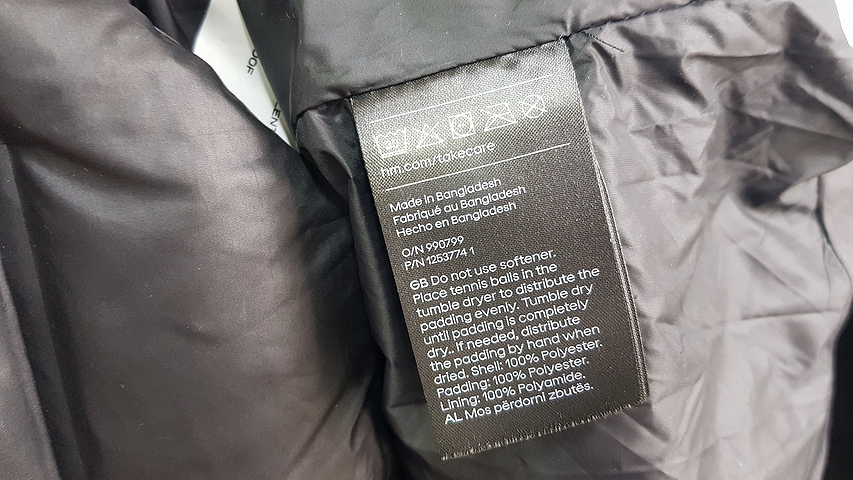 OOF
LENT
hm.com/takecare
Made in Bangladesh
Fabriqué au Bangladesh
Hecho en Bangladesh
O/N 990799
P/N 1253774 1
GB Do not use softener.
Place tennis balls in the
tumble dryer to distribute the
padding evenly. Tumble dry
until padding is completely
dry.. If needed, distribute
the padding by hand when
dried. Shell: 100% Polyester.
Padding: 100% Polyester.
Lining: 100% Polyamide.
AL Mos përdorni zbutës.